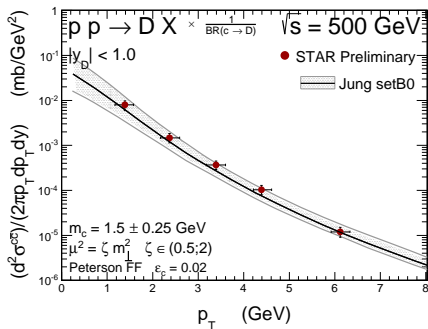 p p → D X × 1/BR(c → D) √s = 500 GeV
|y_D| < 1.0
STAR Preliminary
Jung setB0
(d²σ^cc̄)/(2πp_T dp_T dy) (mb/GeV²)
1
10⁻¹
10⁻²
10⁻³
10⁻⁴
10⁻⁵
10⁻⁶
m_c = 1.5 ± 0.25 GeV
μ² = ζ m²_⊥ ζ ∈ (0.5;2)
Peterson FF ε_c = 0.02
0 1 2 3 4 5 6 7 8
p_T (GeV)